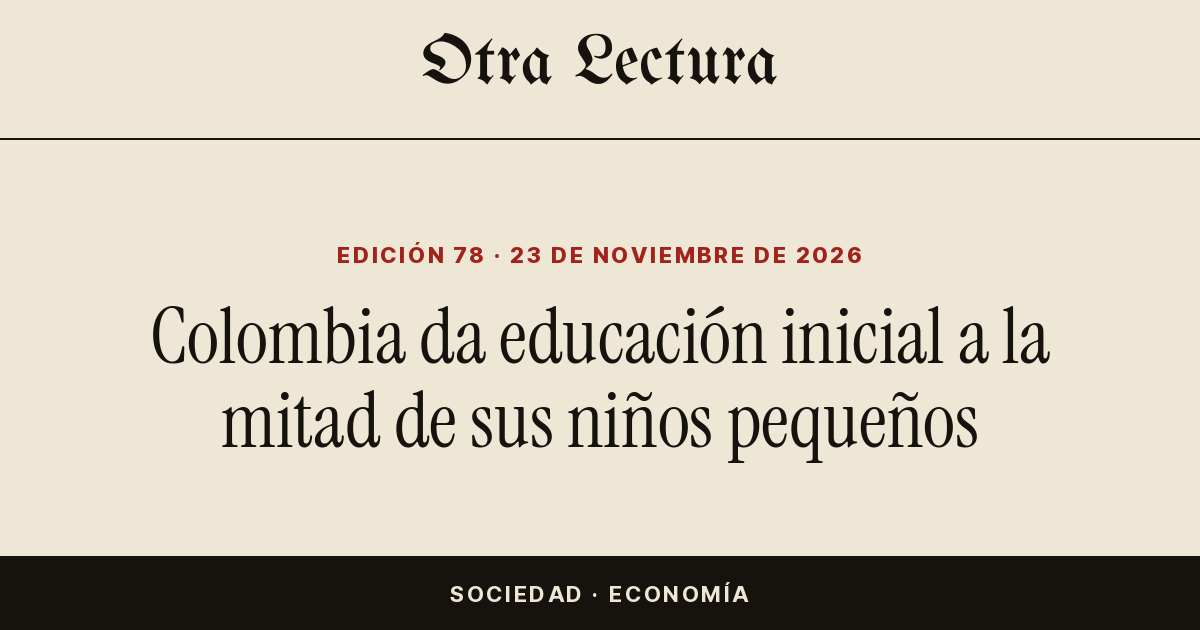 Otra Lectura
EDICIÓN 78 · 23 DE NOVIEMBRE DE 2026
Colombia da educación inicial a la
mitad de sus niños pequeños
SOCIEDAD · ECONOMÍA